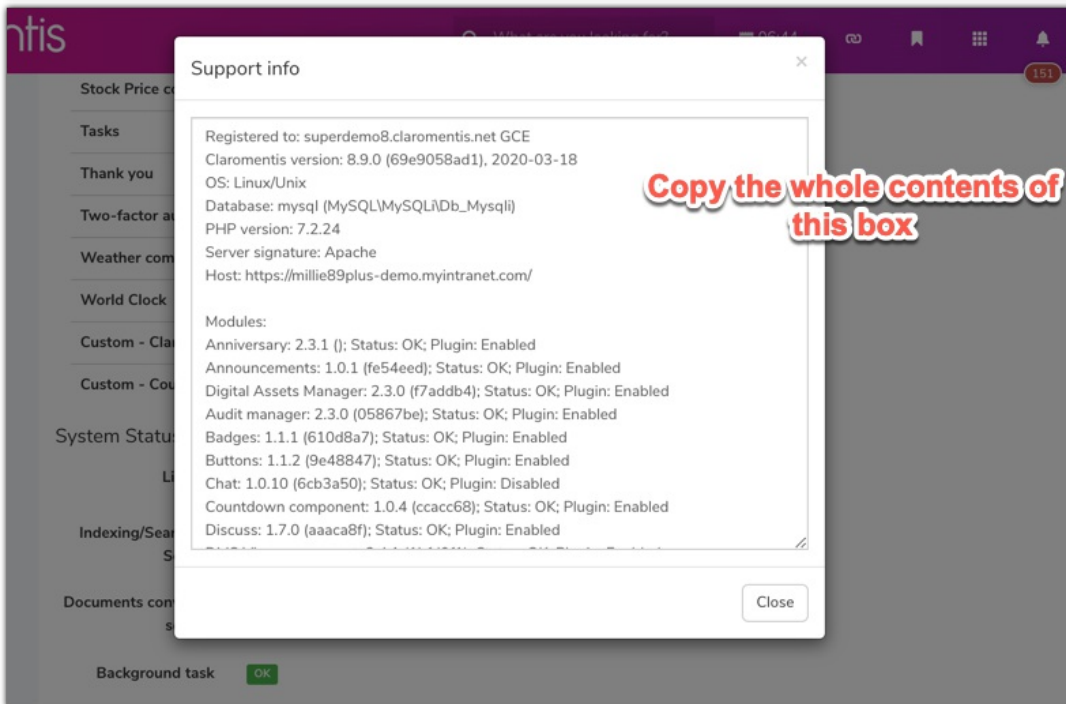 ntis
What are you looking for?
06:44
151
Support info
×
Registered to: superdemo8.claromentis.net GCE
Claromentis version: 8.9.0 (69e9058ad1), 2020-03-18
OS: Linux/Unix
Database: mysql (MySQL\MySQLi\Db_Mysqli)
PHP version: 7.2.24
Server signature: Apache
Host: https://millie89plus-demo.myintranet.com/
Modules:
Anniversary: 2.3.1 (); Status: OK; Plugin: Enabled
Announcements: 1.0.1 (fe54eed); Status: OK; Plugin: Enabled
Digital Assets Manager: 2.3.0 (f7addb4); Status: OK; Plugin: Enabled
Audit manager: 2.3.0 (05867be); Status: OK; Plugin: Enabled
Badges: 1.1.1 (610d8a7); Status: OK; Plugin: Enabled
Buttons: 1.1.2 (9e48847); Status: OK; Plugin: Enabled
Chat: 1.0.10 (6cb3a50); Status: OK; Plugin: Disabled
Countdown component: 1.0.4 (ccacc68); Status: OK; Plugin: Enabled
Discuss: 1.7.0 (aaaca8f); Status: OK; Plugin: Enabled
Copy the whole contents of
this box
Close
Stock Price
Tasks
Thank you
Two-factor
Weather com
World Clock
Custom - Cla
Custom - Cou
System Statu
Li
Indexing/Sear
S
Documents con
s
Background task
OK